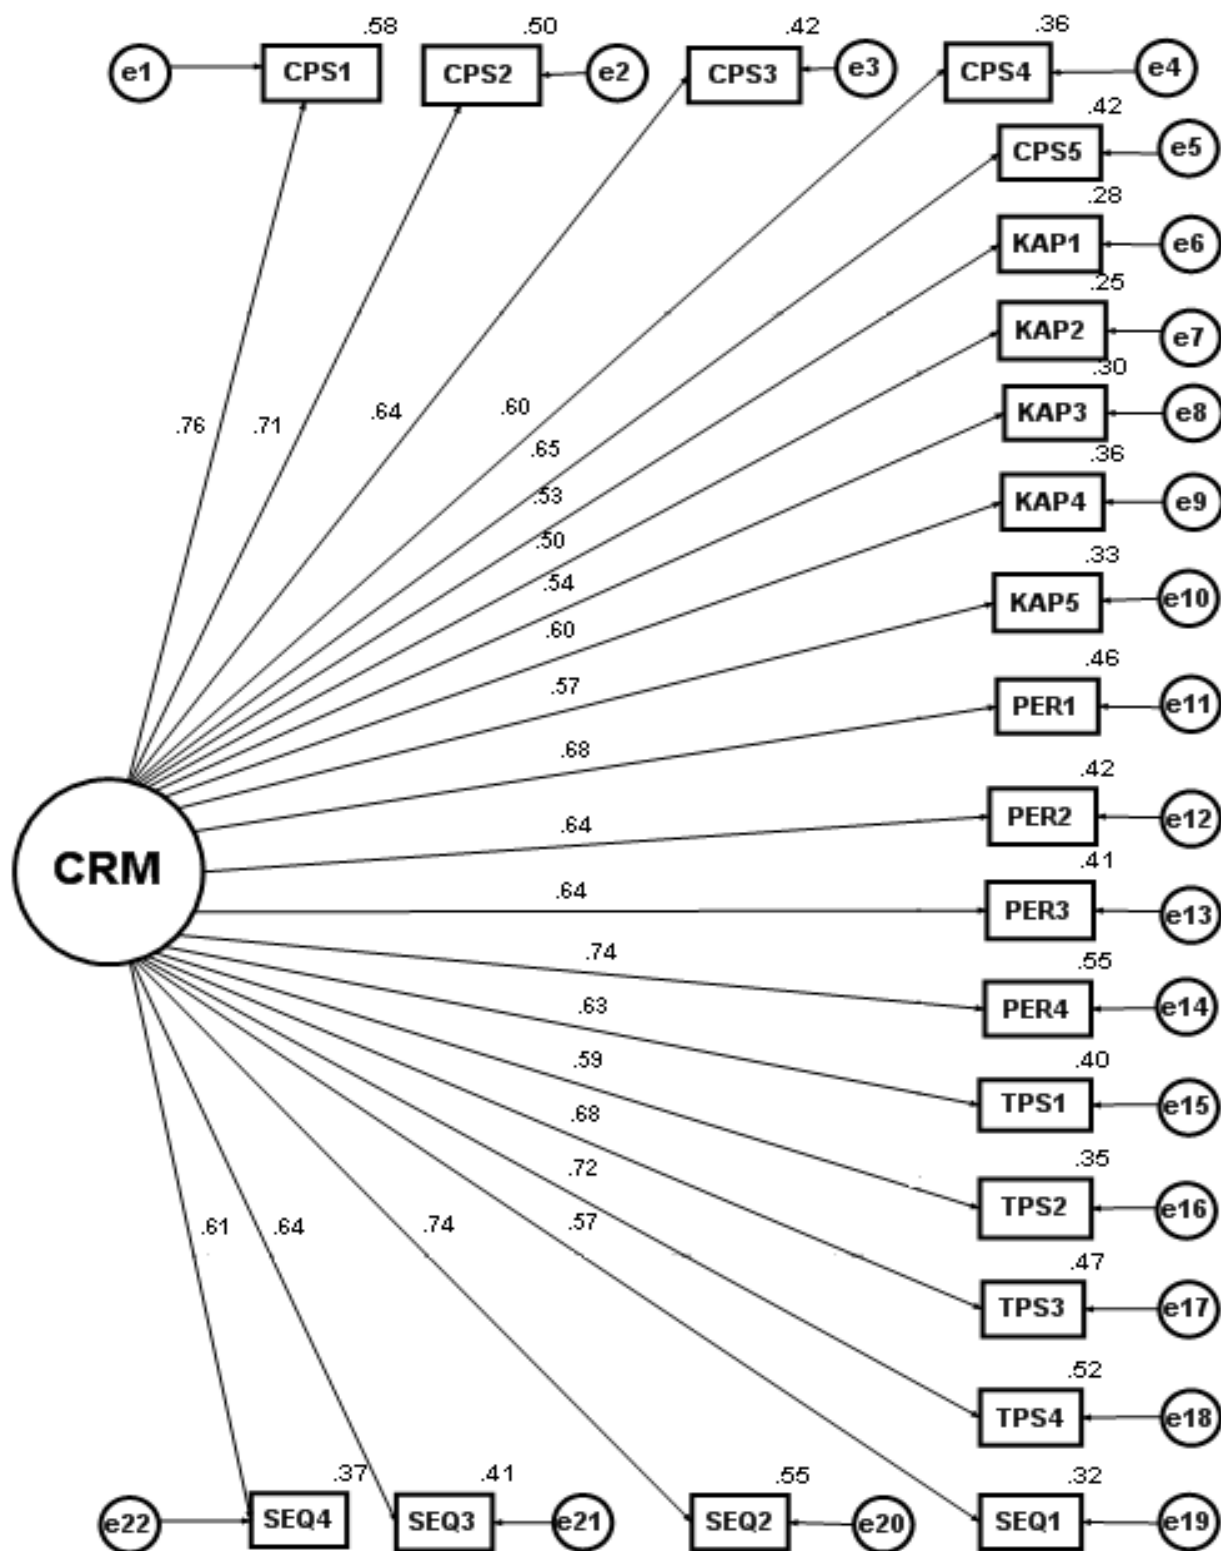 .58 .50 .42 .36
e1 CPS1 CPS2 e2 CPS3 e3 CPS4 e4
.42
CPS5 e5
.28
KAP1 e6
.25
KAP2 e7
.30
.76 .71 .64 .60 KAP3 e8
.65 .36
.53 KAP4 e9
.50
.54 .33
.60 KAP5 e10
.57 .46
.68 PER1 e11
.42
.64 PER2 e12
CRM .41
.64 PER3 e13
.74 .55
.63 PER4 e14
.59 .40
.68 TPS1 e15
.72 .35
.61 .64 .74 .57 TPS2 e16
.47
TPS3 e17
.52
TPS4 e18
.37 .41 .55 .32
e22 SEQ4 SEQ3 e21 SEQ2 e20 SEQ1 e19